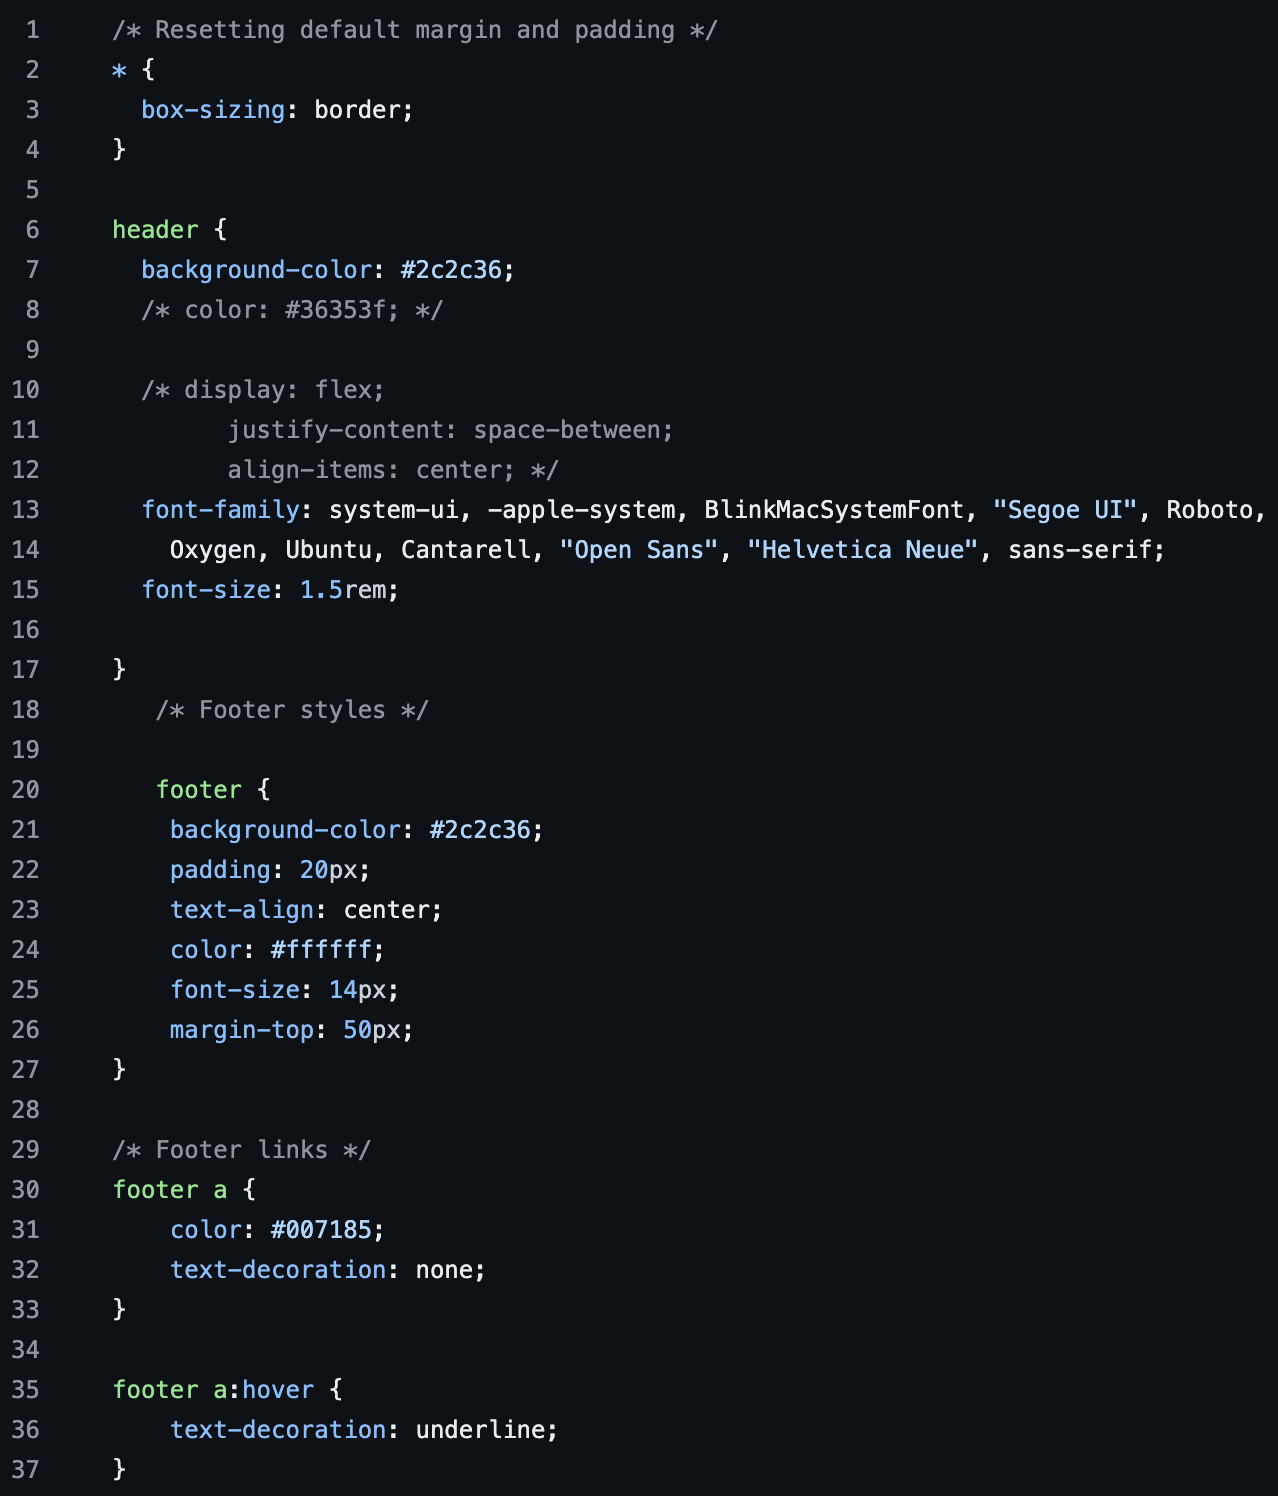 1 /* Resetting default margin and padding */
2 * {
3   box-sizing: border;
4 }
5
6 header {
7   background-color: #2c2c36;
8   /* color: #36353f; */
9
10   /* display: flex;
11         justify-content: space-between;
12         align-items: center; */
13   font-family: system-ui, -apple-system, BlinkMacSystemFont, "Segoe UI", Roboto,
14     Oxygen, Ubuntu, Cantarell, "Open Sans", "Helvetica Neue", sans-serif;
15   font-size: 1.5rem;
16
17 }
18    /* Footer styles */
19
20    footer {
21     background-color: #2c2c36;
22     padding: 20px;
23     text-align: center;
24     color: #ffffff;
25     font-size: 14px;
26     margin-top: 50px;
27 }
28
29 /* Footer links */
30 footer a {
31     color: #007185;
32     text-decoration: none;
33 }
34
35 footer a:hover {
36     text-decoration: underline;
37 }